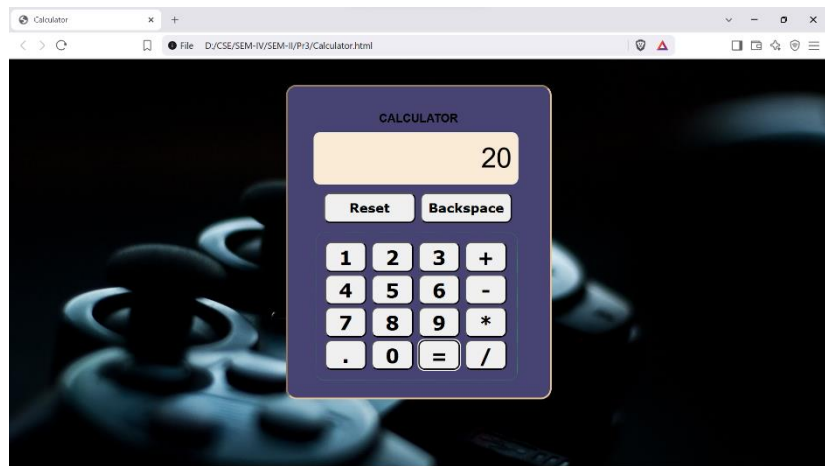 Calculator
File D:/CSE/SEM-IV/SEM-II/Pr3/Calculator.html
CALCULATOR
20
Reset Backspace
1 2 3 +
4 5 6 -
7 8 9 *
. 0 = /